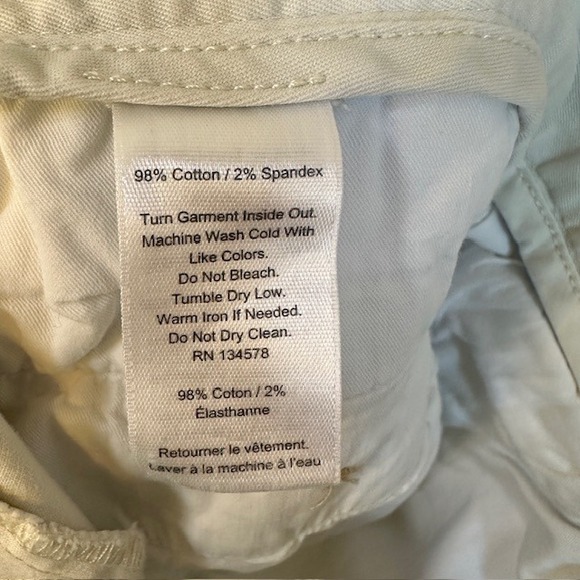 98% Cotton / 2% Spandex
Turn Garment Inside Out.
Machine Wash Cold With
Like Colors.
Do Not Bleach.
Tumble Dry Low.
Warm Iron If Needed.
Do Not Dry Clean.
RN 134578
98% Coton / 2%
Élasthanne
Retourner le vêtement.
Laver à la machine à l'eau